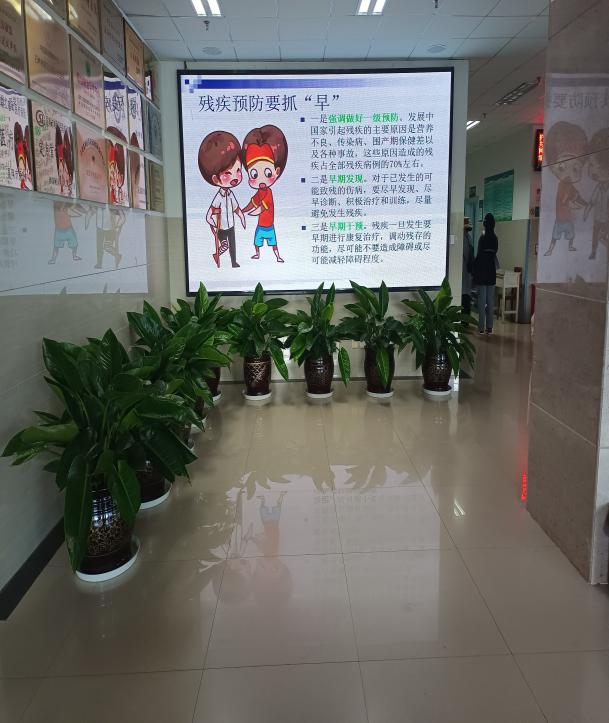 残疾预防要抓“早”
一是强调做好一级预防。发展中
国家引起残疾的主要原因是营养
不良、传染病、围产期保健差以
及各种事故，这些原因造成的残
疾占全部残疾病例的70%左右。
二是早期发现。对于已发生的可
能致残的伤病，要尽早发现、尽
早诊断、积极治疗和训练，尽量
避免发生残疾。
三是早期干预。残疾一旦发生要
早期进行康复治疗，调动残存的
功能，尽可能不要造成障碍或尽
可能减轻障碍程度。